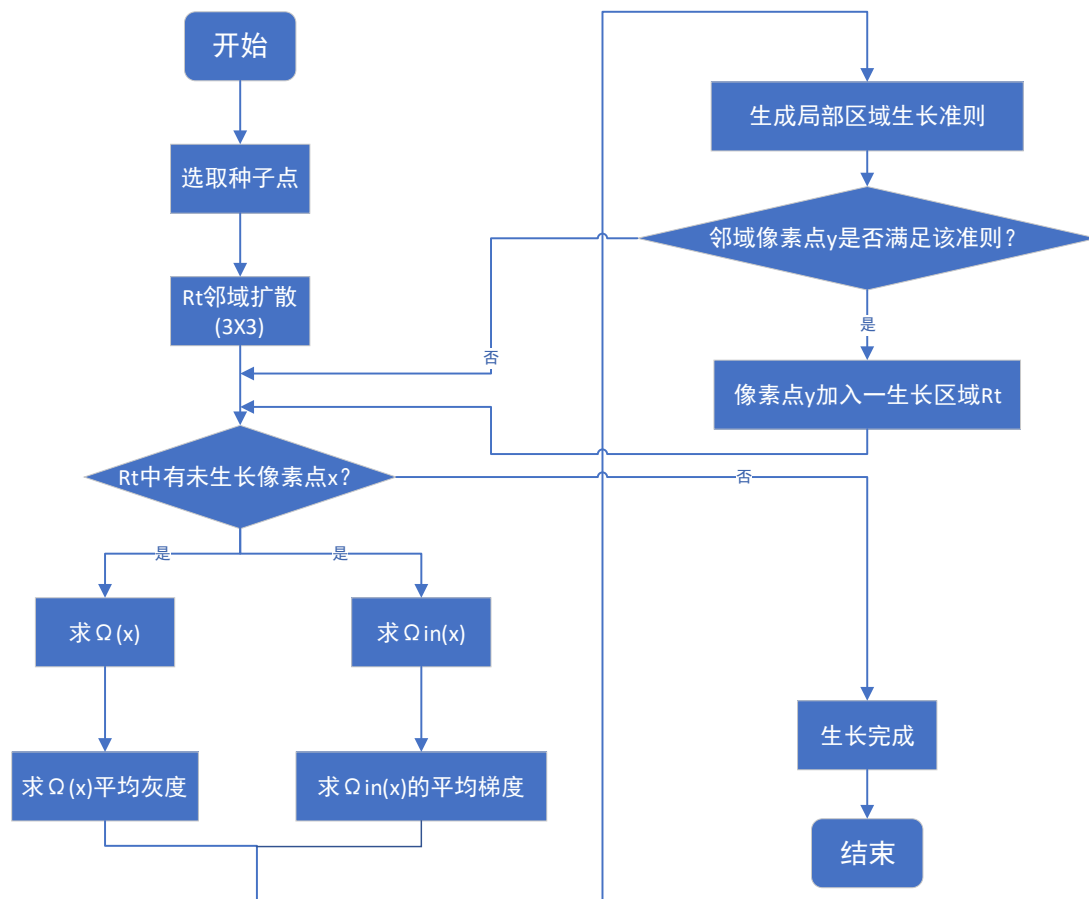 开始
选取种子点
Rt邻域扩散
(3X3)
Rt中有未生长像素点x?
是
是
求Ω(x)
求Ωin(x)
求Ω(x)平均灰度
求Ωin(x)的平均梯度
生成局部区域生长准则
邻域像素点y是否满足该准则?
否
是
像素点y加入一生长区域Rt
否
生长完成
结束